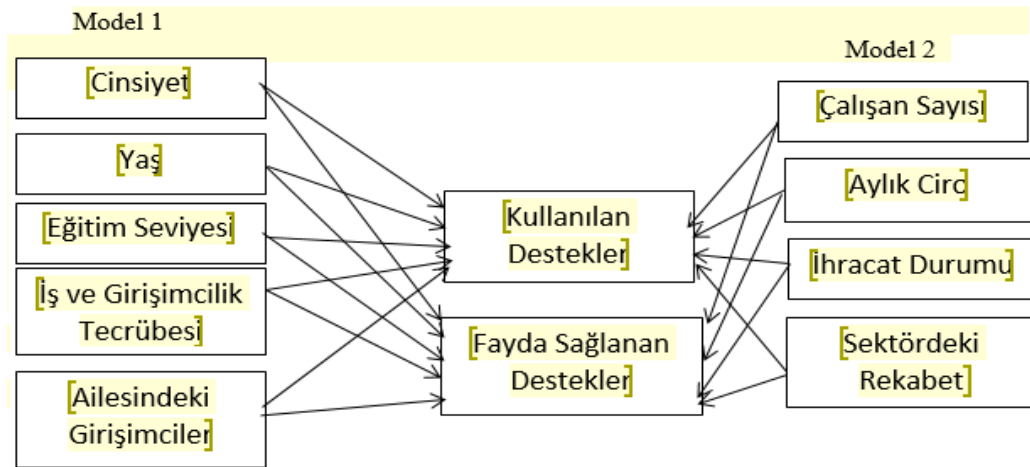 Model 1
Model 2
[Cinsiyet]
[Yaş]
[Eğitim Seviyesi]
[İş ve Girişimcilik
Tecrübesi]
[Ailesindeki
Girişimciler]
[Kullanılan
Destekler]
[Fayda Sağlanan
Destekler]
[Çalışan Sayısı]
[Aylık Ciro]
[İhracat Durumu]
[Sektördeki
Rekabet]